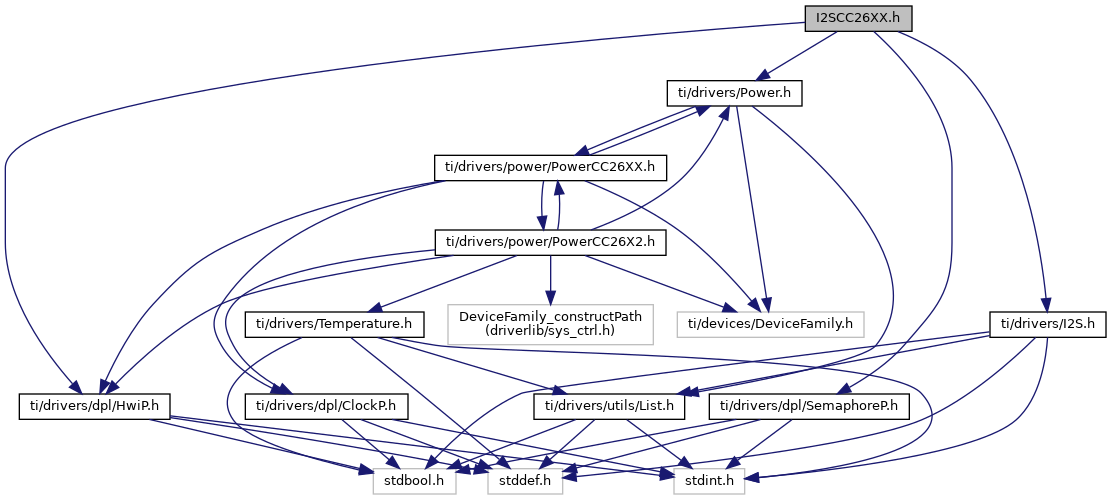 I2SCC26XX.h
ti/drivers/Power.h
ti/drivers/power/PowerCC26XX.h
ti/drivers/power/PowerCC26X2.h
ti/drivers/Temperature.h
DeviceFamily_constructPath
(driverlib/sys_ctrl.h)
ti/devices/DeviceFamily.h
ti/drivers/I2S.h
ti/drivers/dpl/HwiP.h
ti/drivers/dpl/ClockP.h
ti/drivers/utils/List.h
ti/drivers/dpl/SemaphoreP.h
stdbool.h
stddef.h
stdint.h